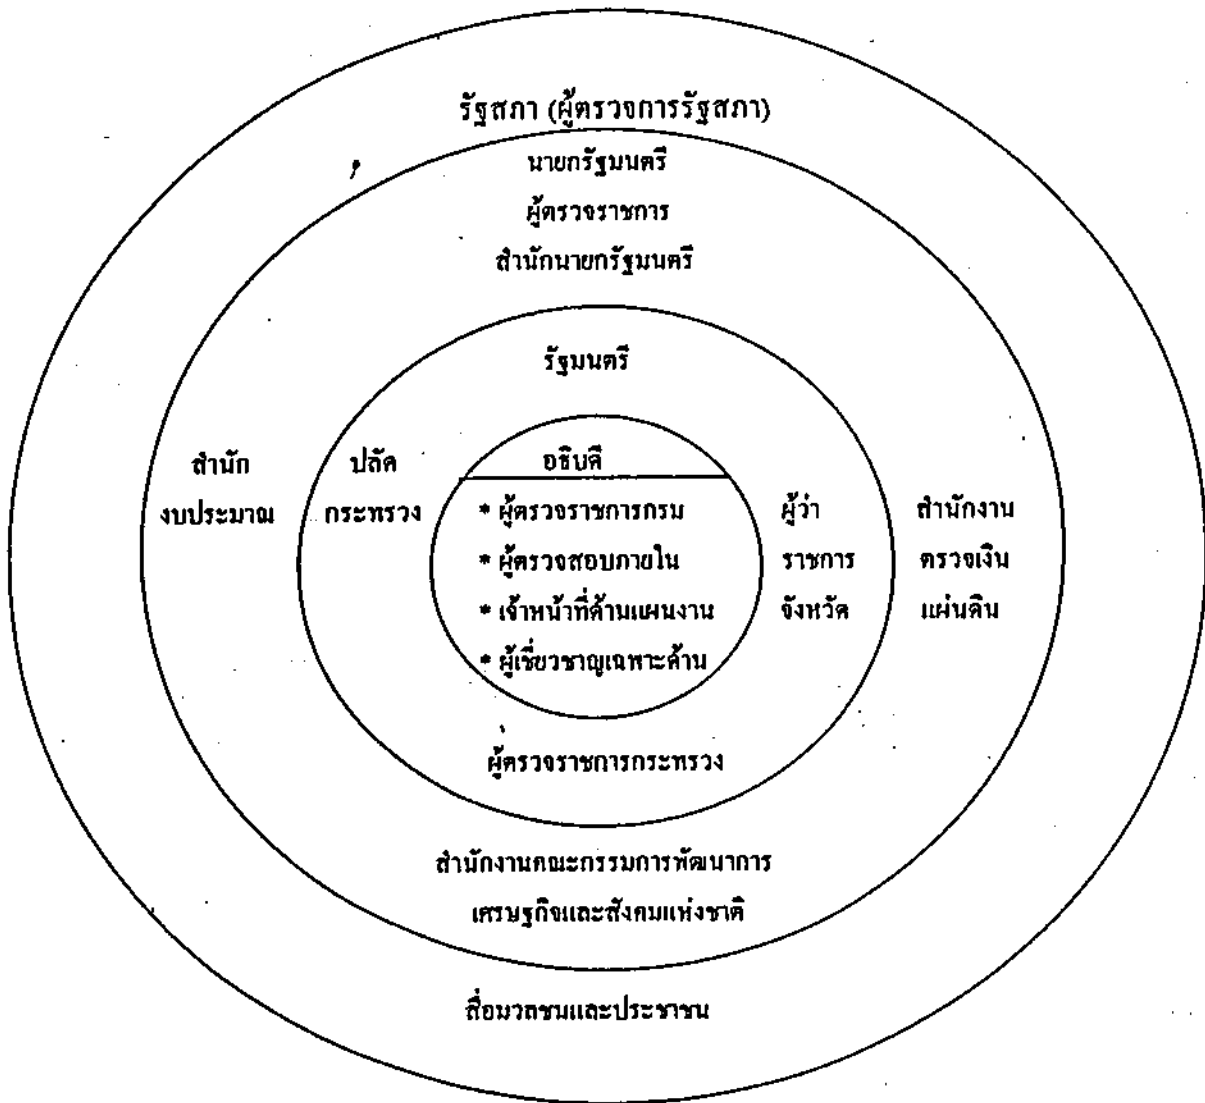 รัฐสภา (ผู้ตรวจการรัฐสภา)
นายกรัฐมนตรี
ผู้ตรวจราชการ
สำนักนายกรัฐมนตรี
รัฐมนตรี
สำนัก
งบประมาณ
ปลัด
กระทรวง
อธิบดี
* ผู้ตรวจราชการกรม
* ผู้ตรวจสอบภายใน
* เจ้าหน้าที่ด้านแผนงาน
* ผู้เชี่ยวชาญเฉพาะด้าน
ผู้ว่า
ราชการ
จังหวัด
สำนักงาน
ตรวจเงิน
แผ่นดิน
ผู้ตรวจราชการกระทรวง
สำนักงานคณะกรรมการพัฒนาการ
เศรษฐกิจและสังคมแห่งชาติ
สื่อมวลชนและประชาชน